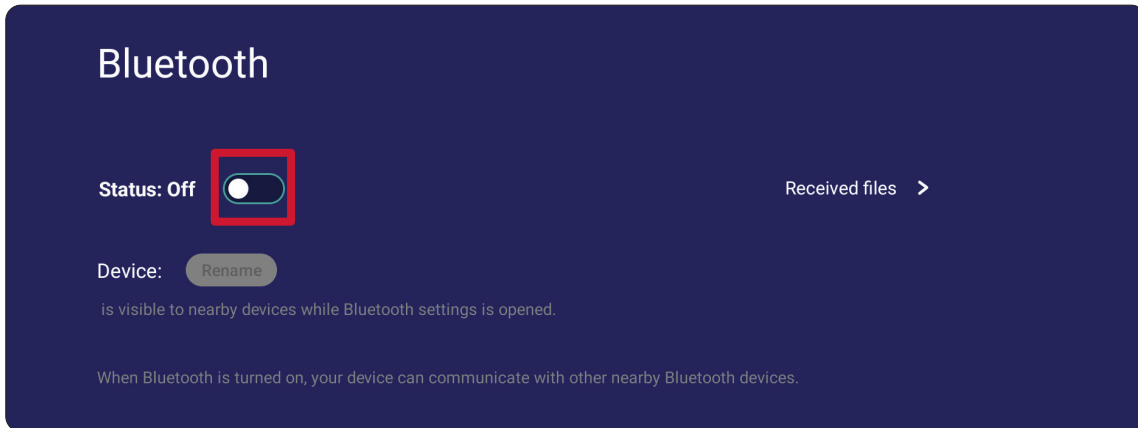 Bluetooth
Status: Off
Received files
Device:
Rename
is visible to nearby devices while Bluetooth settings is opened.
When Bluetooth is turned on, your device can communicate with other nearby Bluetooth devices.